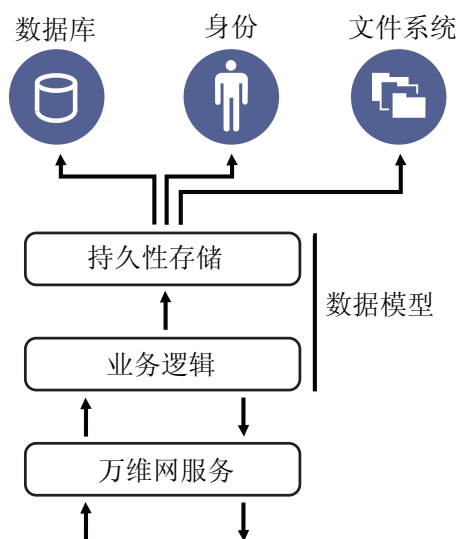 数据库
身份
文件系统
持久性存储
数据模型
业务逻辑
万维网服务